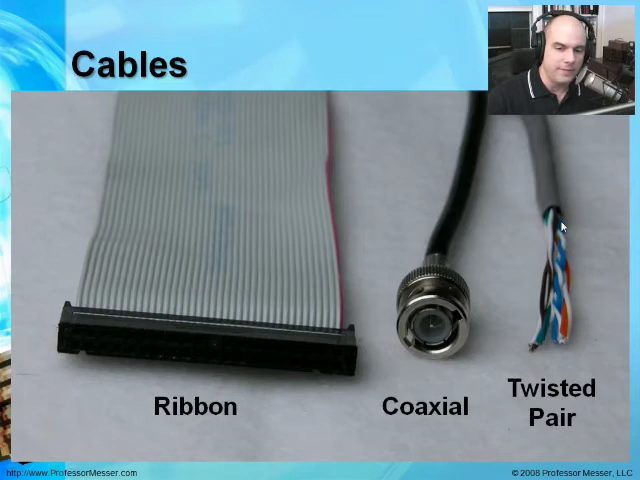 Cables
Ribbon
Coaxial
Twisted
Pair
http://www.ProfessorMesser.com
© 2008 Professor Messer, LLC